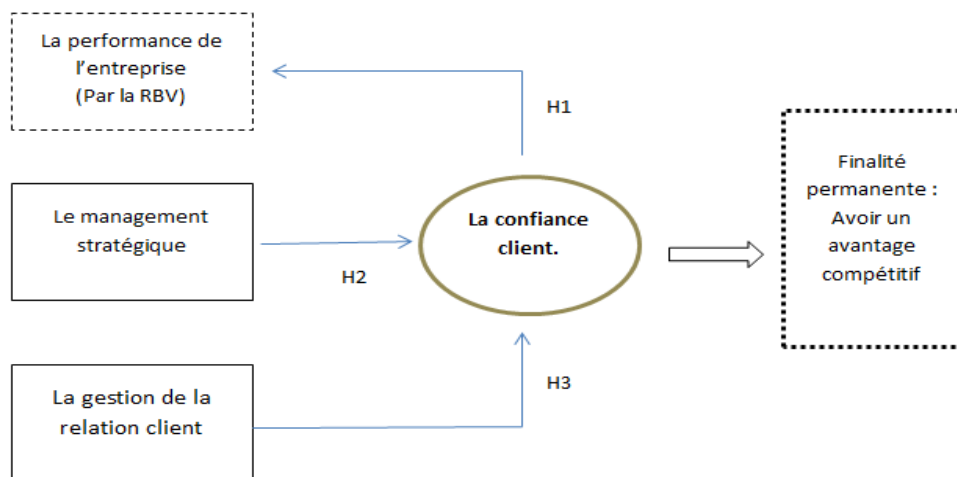 La performance de
l’entreprise
(Par la RBV)
H1
Le management
stratégique
H2
La confiance
client.
Finalité
permanente :
Avoir un
avantage
compétitif
La gestion de la
relation client
H3